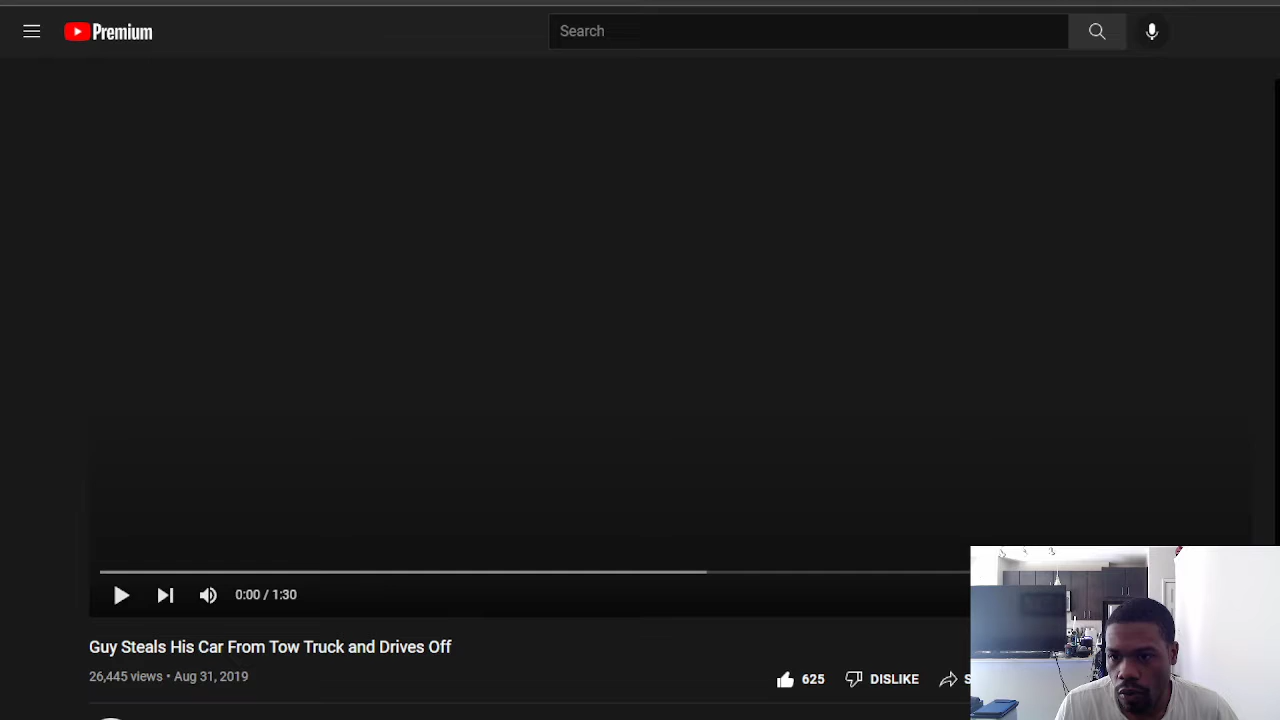 Premium
Search
0:00 / 1:30
Guy Steals His Car From Tow Truck and Drives Off
26,445 views • Aug 31, 2019
625 DISLIKE